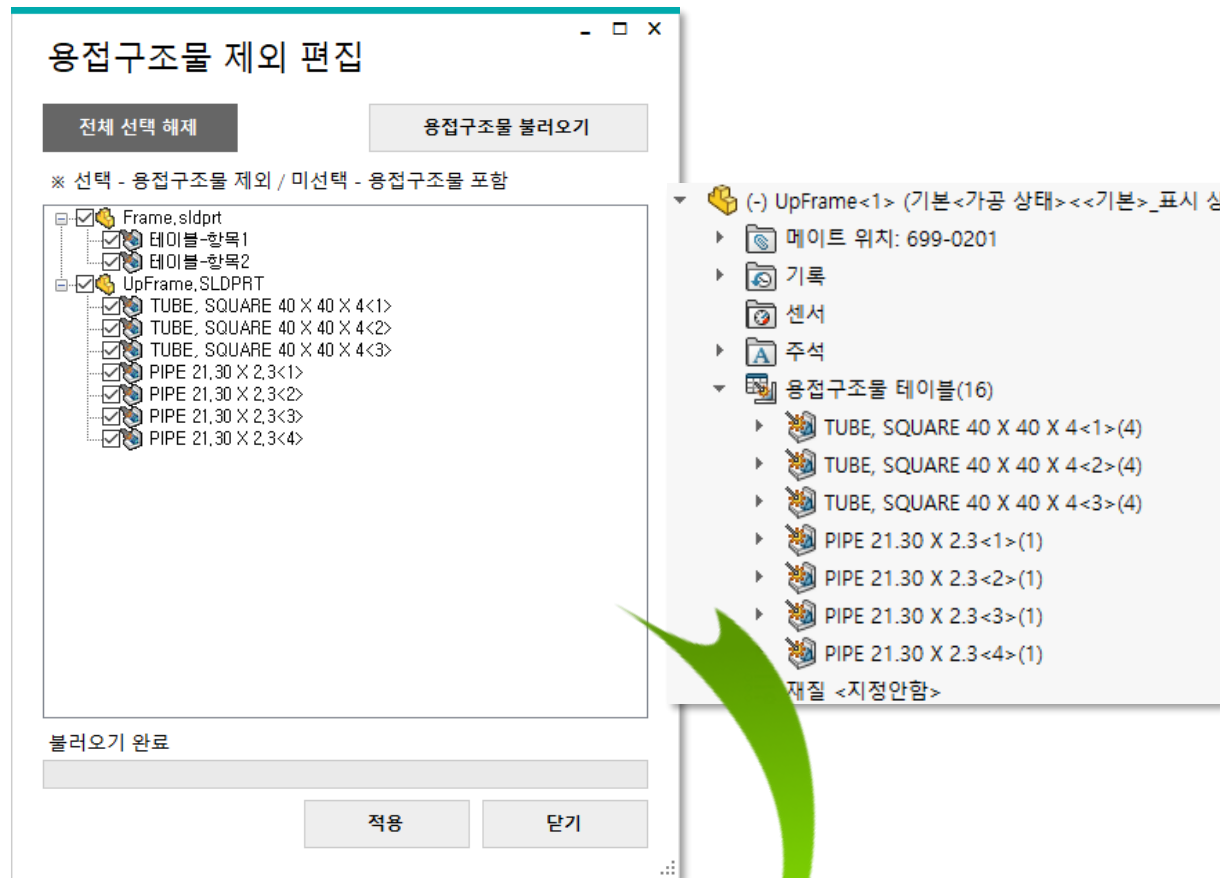 용접구조물 제외 편집
전체 선택 해제
용접구조물 불러오기
※ 선택 - 용접구조물 제외 / 미선택 - 용접구조물 포함
Frame.sldprt
테이블-항목1
테이블-항목2
UpFrame.SLDPRT
TUBE, SQUARE 40 X 40 X 4<1>
TUBE, SQUARE 40 X 40 X 4<2>
TUBE, SQUARE 40 X 40 X 4<3>
PIPE 21,30 X 2,3<1>
PIPE 21,30 X 2,3<2>
PIPE 21,30 X 2,3<3>
PIPE 21,30 X 2,3<4>
불러오기 완료
적용
닫기
(-) UpFrame<1> (기본<가공 상태><<기본>_표시 상
메이트 위치: 699-0201
기록
센서
주석
용접구조물 테이블(16)
TUBE, SQUARE 40 X 40 X 4<1>(4)
TUBE, SQUARE 40 X 40 X 4<2>(4)
TUBE, SQUARE 40 X 40 X 4<3>(4)
PIPE 21.30 X 2.3<1>(1)
PIPE 21.30 X 2.3<2>(1)
PIPE 21.30 X 2.3<3>(1)
PIPE 21.30 X 2.3<4>(1)
재질 <지정안함>